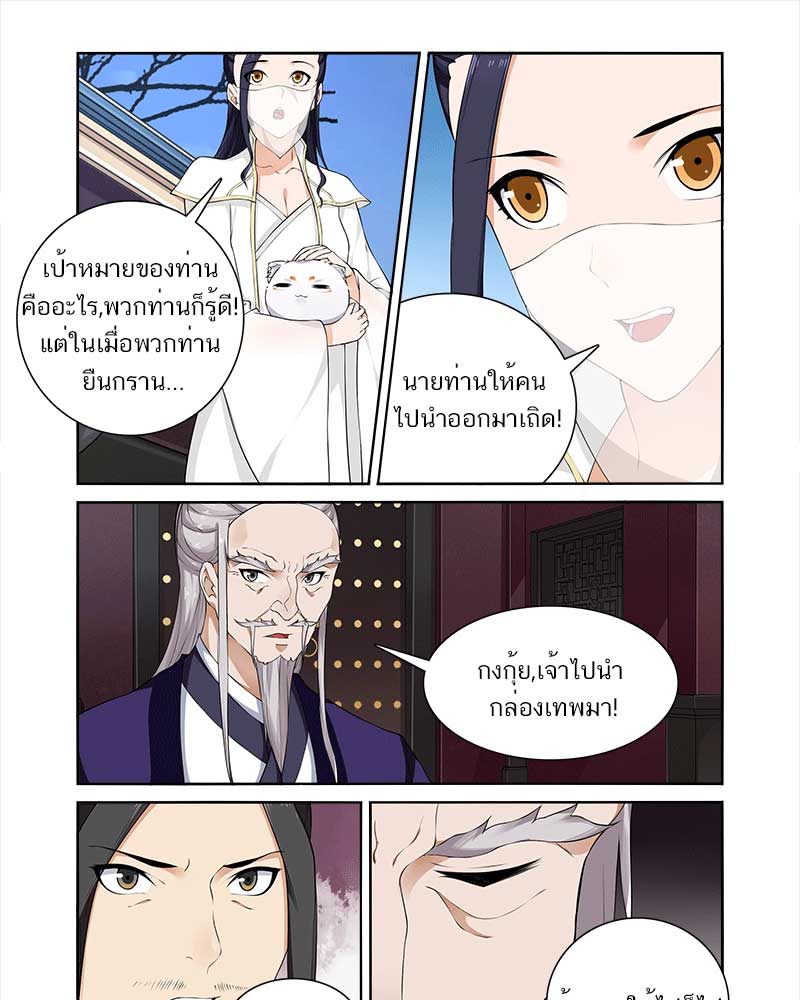 เป้าหมายของท่าน
คืออะไร,พวกท่านก็รู้ดี!
แต่ในเมื่อพวกท่าน
ยืนกราน...
นายท่านให้คน
ไปนำออกมาเถิด!
กงกุ้ย,เจ้าไปนำ
กล่องเทพมา!